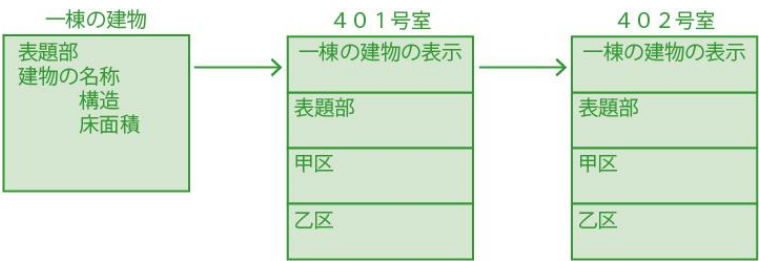 一棟の建物
表題部
建物の名称
構造
床面積
４０１号室
一棟の建物の表示
表題部
甲区
乙区
４０２号室
一棟の建物の表示
表題部
甲区
乙区